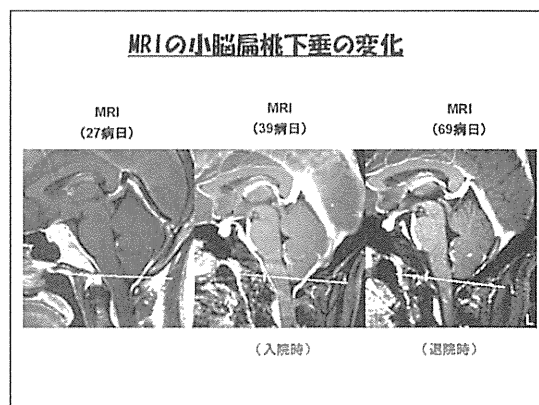 MRIの小脳扁桃下垂の変化
MRI
(27病日)
MRI
(39病日)
MRI
(69病日)
(入院時)
(退院時)
L